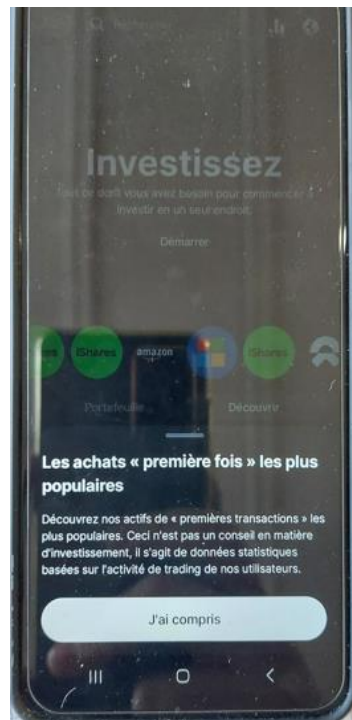 Investissez
Tout ce dont vous avez besoin pour commencer à
investir en un seul endroit.
Démarrer
iShares
amazon
iShares
Portefeuille
Découvrir
Les achats « première fois » les plus
populaires
Découvrez nos actifs de « premières transactions » les
plus populaires. Ceci n'est pas un conseil en matière
d'investissement, il s'agit de données statistiques
basées sur l'activité de trading de nos utilisateurs.
J'ai compris